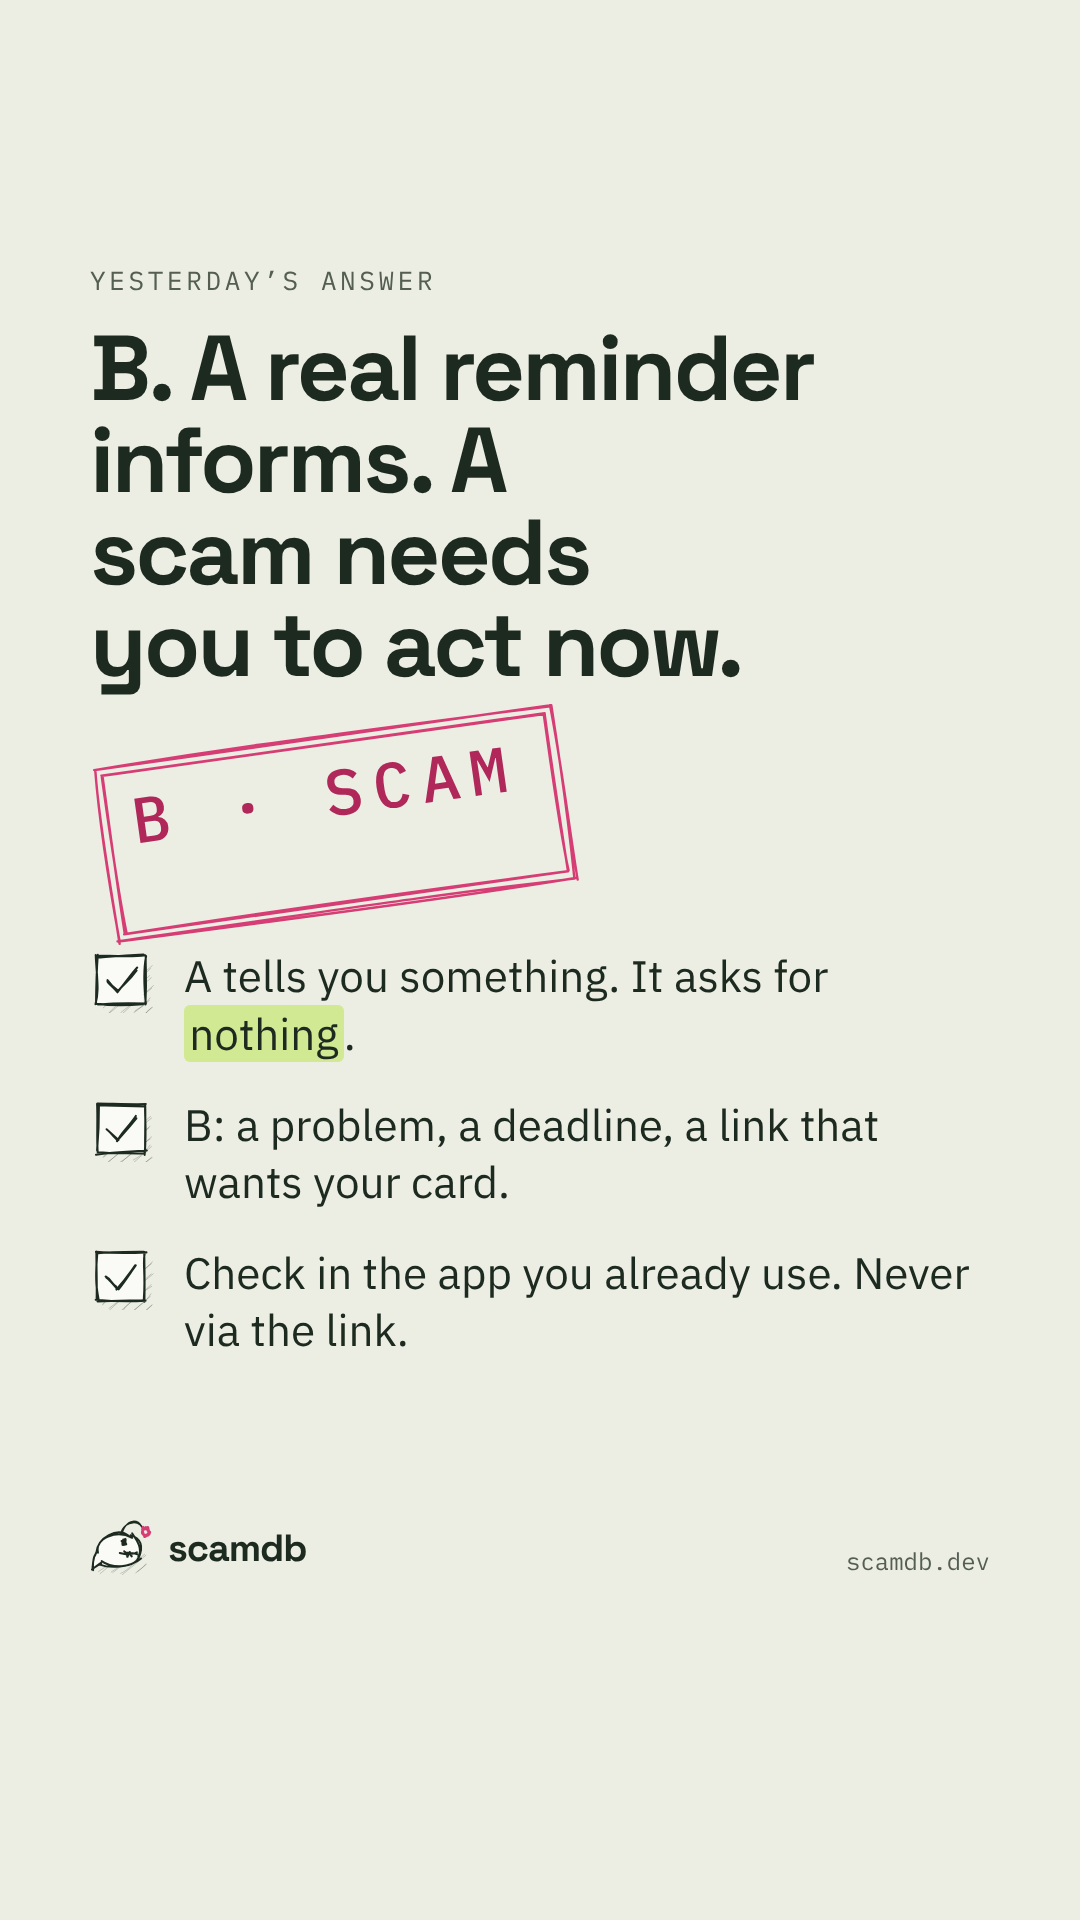 YESTERDAY’S ANSWER
B. A real reminder
informs. A
scam needs
you to act now.
B · SCAM
A tells you something. It asks for
nothing.
B: a problem, a deadline, a link that
wants your card.
Check in the app you already use. Never
via the link.
scamdb
scamdb.dev